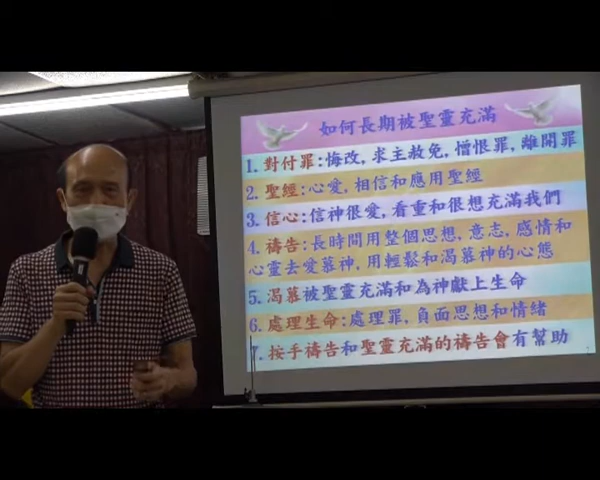 如何長期被聖靈充滿
1. 對付罪:悔改, 求主赦免, 憎恨罪, 離開罪
2. 聖經:心愛, 相信和應用聖經
3. 信心:信神很愛, 看重和很想充滿我們
4. 禱告:長時間用整個思想, 意志, 感情和
心靈去愛慕神, 用輕鬆和渴慕神的心態
5. 渴慕被聖靈充滿和為神獻上生命
6. 處理生命:處理罪, 負面思想和情緒
7. 按手禱告和聖靈充滿的禱告會有幫助